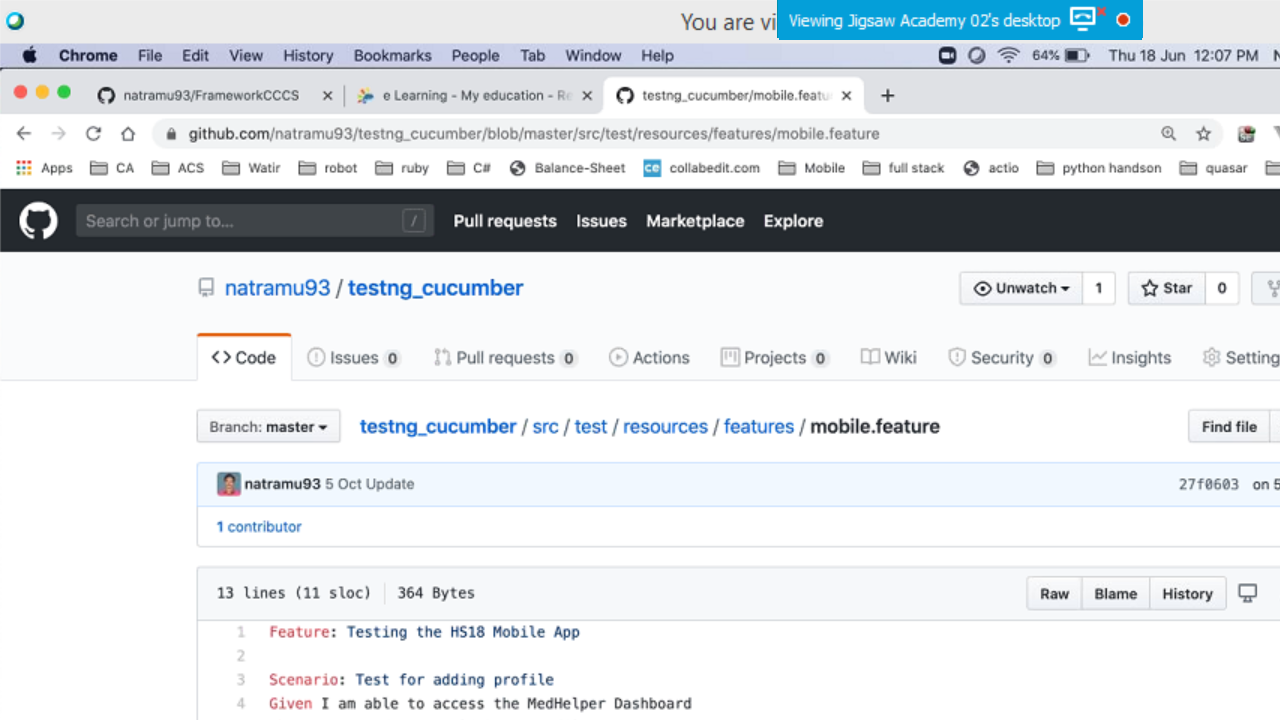 You are vi
Viewing Jigsaw Academy 02's desktop
Chrome File Edit View History Bookmarks People Tab Window Help 64% Thu 18 Jun 12:07 PM N
natramu93/FrameworkCCCS e Learning - My education - Re testng_cucumber/mobile.featu
github.com/natramu93/testng_cucumber/blob/master/src/test/resources/features/mobile.feature
Apps CA ACS Watir robot ruby C# Balance-Sheet ce collabedit.com Mobile full stack actio python handson quasar
Search or jump to... / Pull requests Issues Marketplace Explore
natramu93 / testng_cucumber Unwatch 1 Star 0
<> Code Issues 0 Pull requests 0 Actions Projects 0 Wiki Security 0 Insights Setting
Branch: master testng_cucumber / src / test / resources / features / mobile.feature Find file
natramu93 5 Oct Update 27f0603 on 5
1 contributor
13 lines (11 sloc) 364 Bytes Raw Blame History
1 Feature: Testing the HS18 Mobile App
2
3 Scenario: Test for adding profile
4 Given I am able to access the MedHelper Dashboard